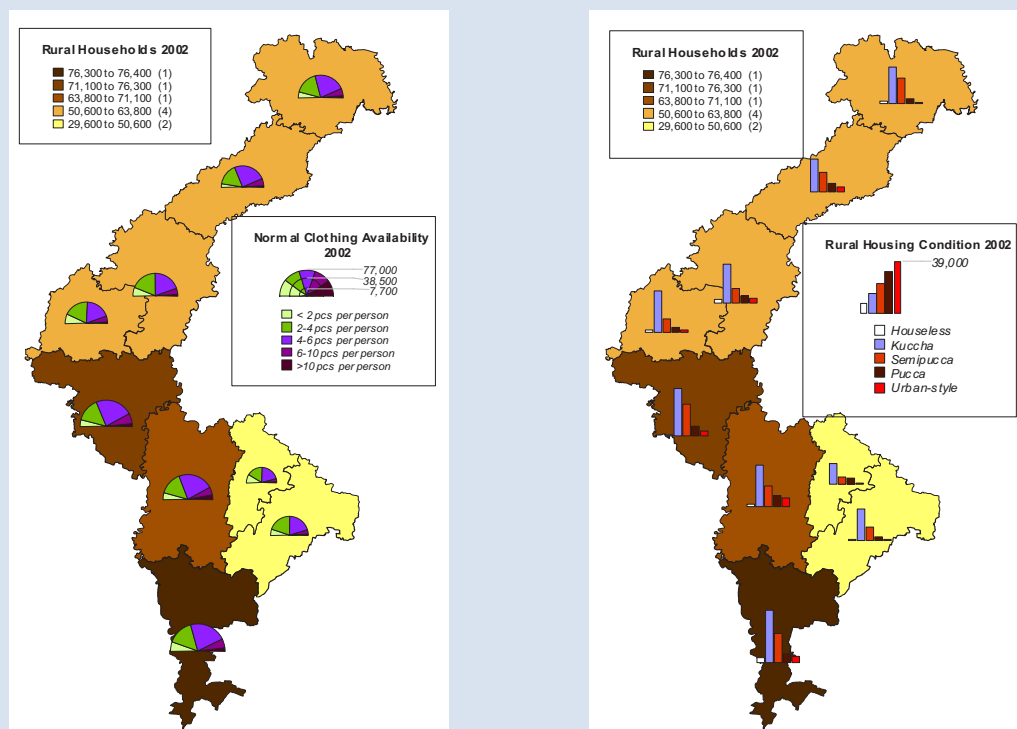 Rural Households 2002
76,300 to 76,400 (1)
71,100 to 76,300 (1)
63,800 to 71,100 (1)
50,600 to 63,800 (4)
29,600 to 50,600 (2)
Normal Clothing Availability
2002
77,000
38,500
7,700
< 2 pcs per person
2-4 pcs per person
4-6 pcs per person
6-10 pcs per person
>10 pcs per person
Rural Households 2002
76,300 to 76,400 (1)
71,100 to 76,300 (1)
63,800 to 71,100 (1)
50,600 to 63,800 (4)
29,600 to 50,600 (2)
Rural Housing Condition 2002
39,000
Houseless
Kuccha
Semipucca
Pucca
Urban-style